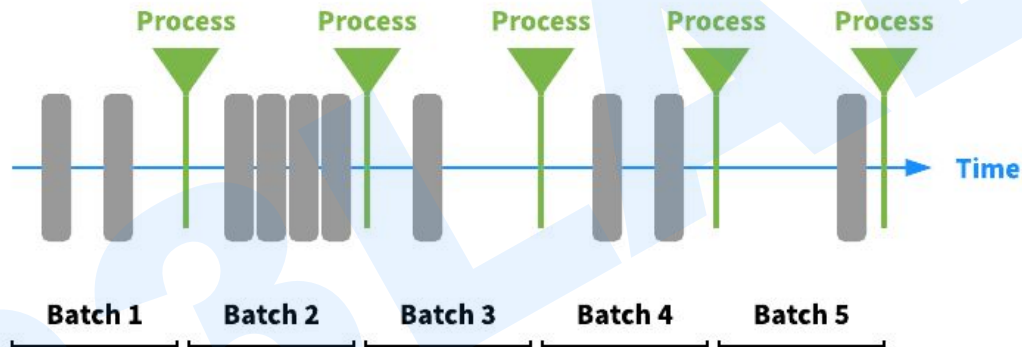 Process Process Process Process Process
Time
Batch 1 Batch 2 Batch 3 Batch 4 Batch 5